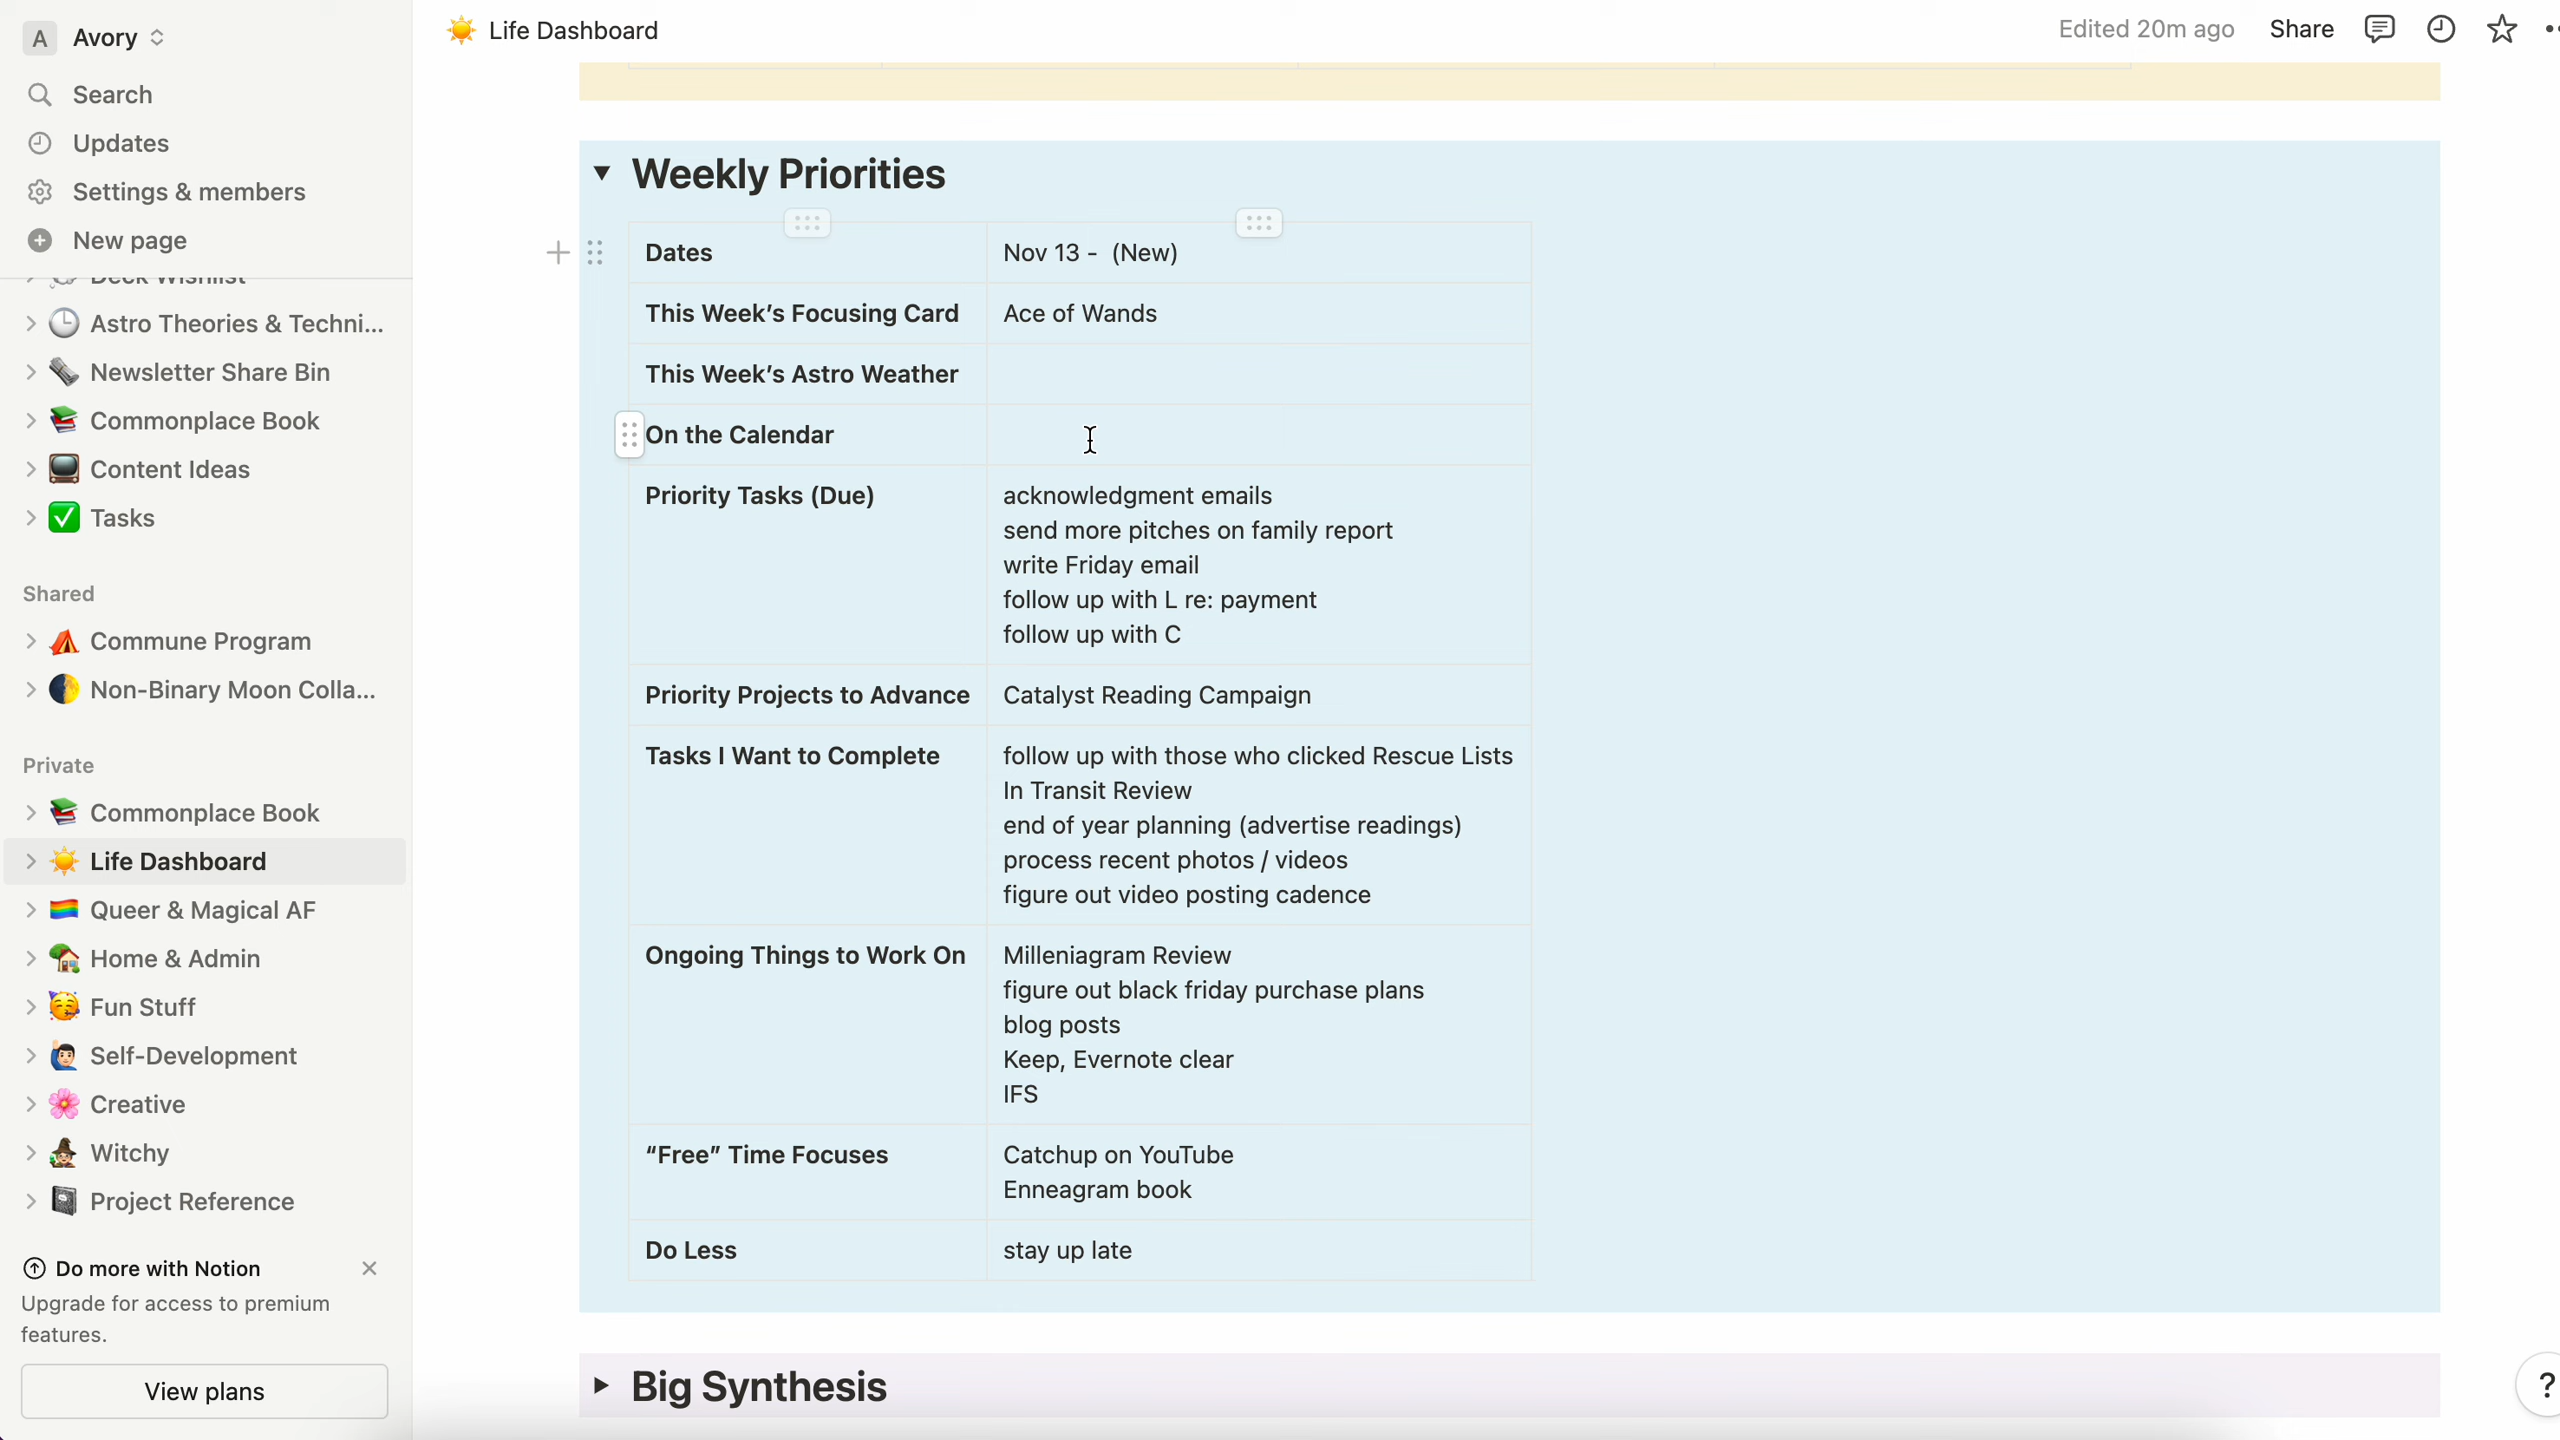 A Avory
Search
Updates
Settings & members
New page
Deck Wishlist
Astro Theories & Techni...
Newsletter Share Bin
Commonplace Book
Content Ideas
Tasks
Shared
Commune Program
Non-Binary Moon Colla...
Private
Commonplace Book
Life Dashboard
Queer & Magical AF
Home & Admin
Fun Stuff
Self-Development
Creative
Witchy
Project Reference
Do more with Notion
Upgrade for access to premium
features.
View plans
Life Dashboard
Edited 20m ago Share
Weekly Priorities
Dates Nov 13 - (New)
This Week’s Focusing Card Ace of Wands
This Week’s Astro Weather
On the Calendar
Priority Tasks (Due) acknowledgment emails
send more pitches on family report
write Friday email
follow up with L re: payment
follow up with C
Priority Projects to Advance Catalyst Reading Campaign
Tasks I Want to Complete follow up with those who clicked Rescue Lists
In Transit Review
end of year planning (advertise readings)
process recent photos / videos
figure out video posting cadence
Ongoing Things to Work On Milleniagram Review
figure out black friday purchase plans
blog posts
Keep, Evernote clear
IFS
“Free” Time Focuses Catchup on YouTube
Enneagram book
Do Less stay up late
Big Synthesis
?